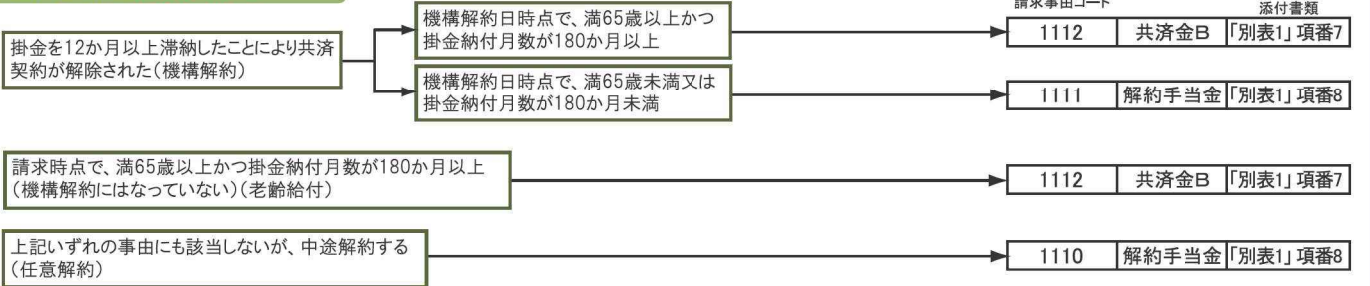 請求事由コード
添付書類
機構解約日時点で、満65歳以上かつ
掛金納付月数が180か月以上
1112 共済金B 「別表1」項番7
掛金を12か月以上滞納したことにより共済
契約が解除された(機構解約)
機構解約日時点で、満65歳未満又は
掛金納付月数が180か月未満
1111 解約手当金 「別表1」項番8
請求時点で、満65歳以上かつ掛金納付月数が180か月以上
(機構解約にはなっていない)(老齢給付)
1112 共済金B 「別表1」項番7
上記いずれの事由にも該当しないが、中途解約する
(任意解約)
1110 解約手当金 「別表1」項番8